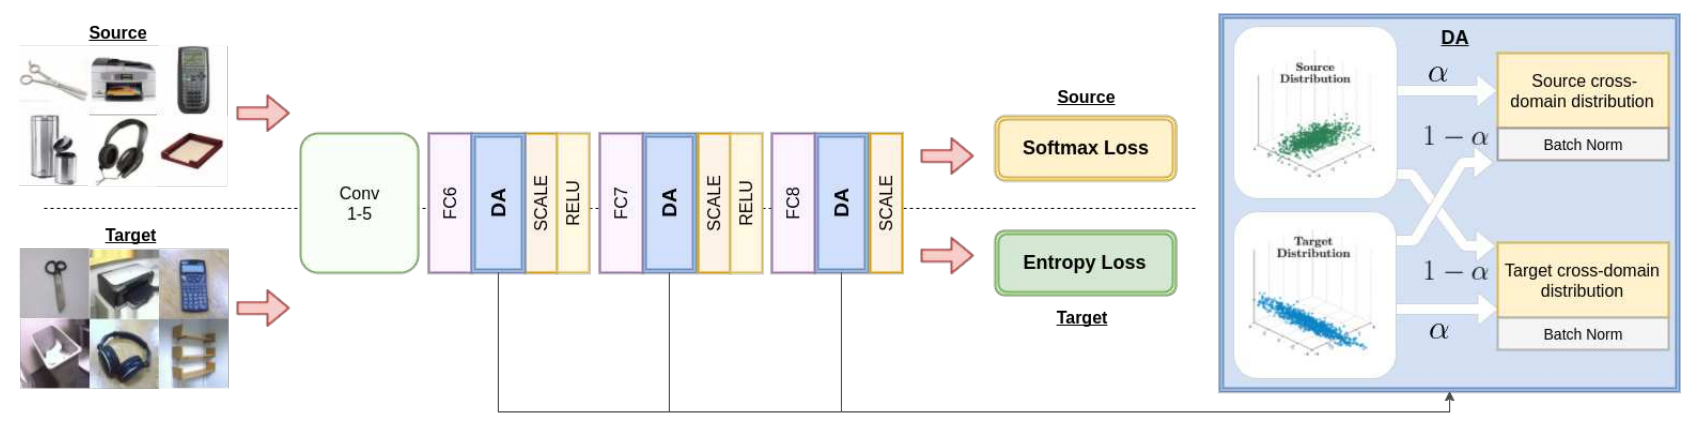 Source
Target
Conv
1-5
FC6
DA
SCALE
RELU
FC7
DA
SCALE
RELU
FC8
DA
SCALE
Source
Softmax Loss
Entropy Loss
Target
DA
Source
Distribution
Target
Distribution
α
1 − α
1 − α
α
Source cross-
domain distribution
Batch Norm
Target cross-domain
distribution
Batch Norm